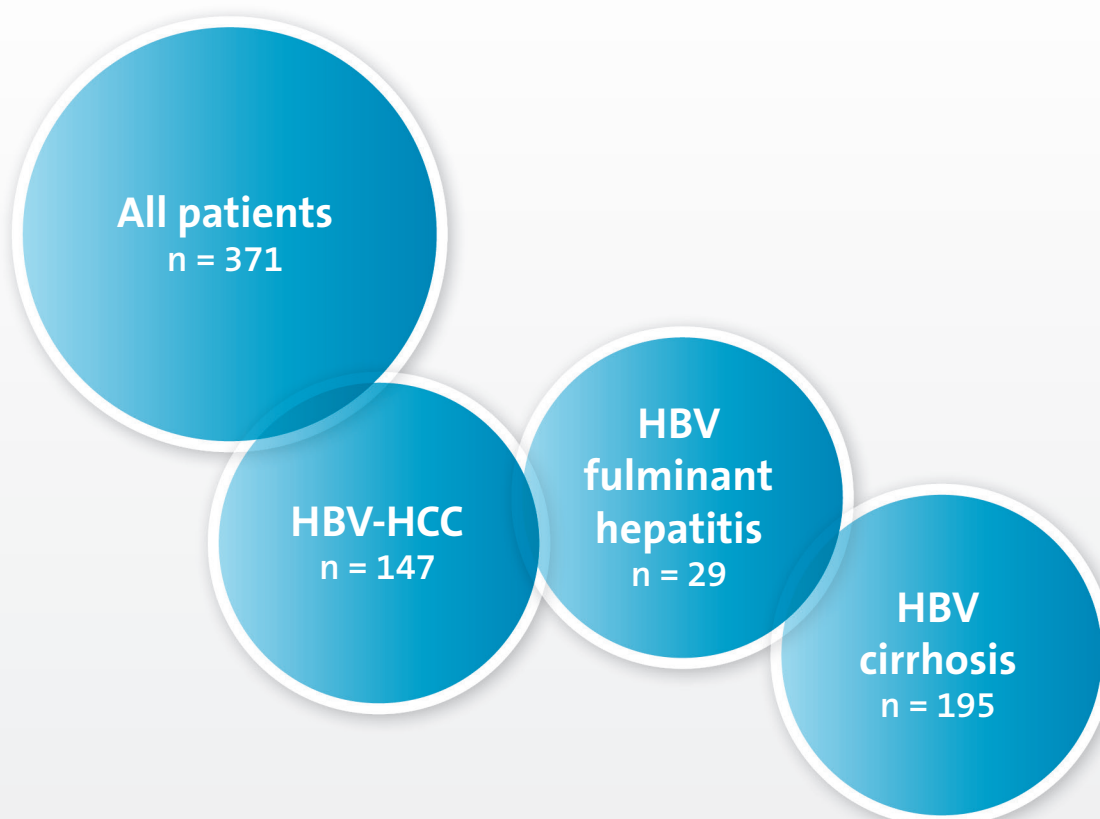 All patients
n = 371
HBV-HCC
n = 147
HBV
fulminant
hepatitis
n = 29
HBV
cirrhosis
n = 195